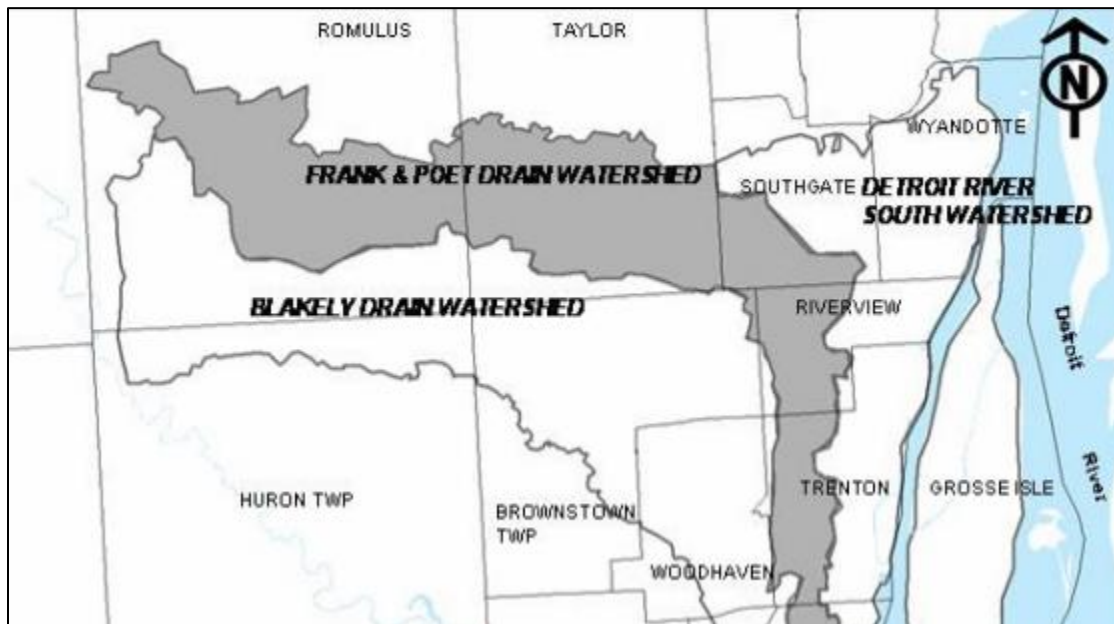 ROMULUS
TAYLOR
N
WYANDOTTE
FRANK & POET DRAIN WATERSHED
SOUTHGATE
DETROIT RIVER
SOUTH WATERSHED
BLAKELY DRAIN WATERSHED
RIVERVIEW
Detroit
River
HURON TWP
BROWNSTOWN
TWP
TRENTON
GROSSE ISLE
WOODHAVEN